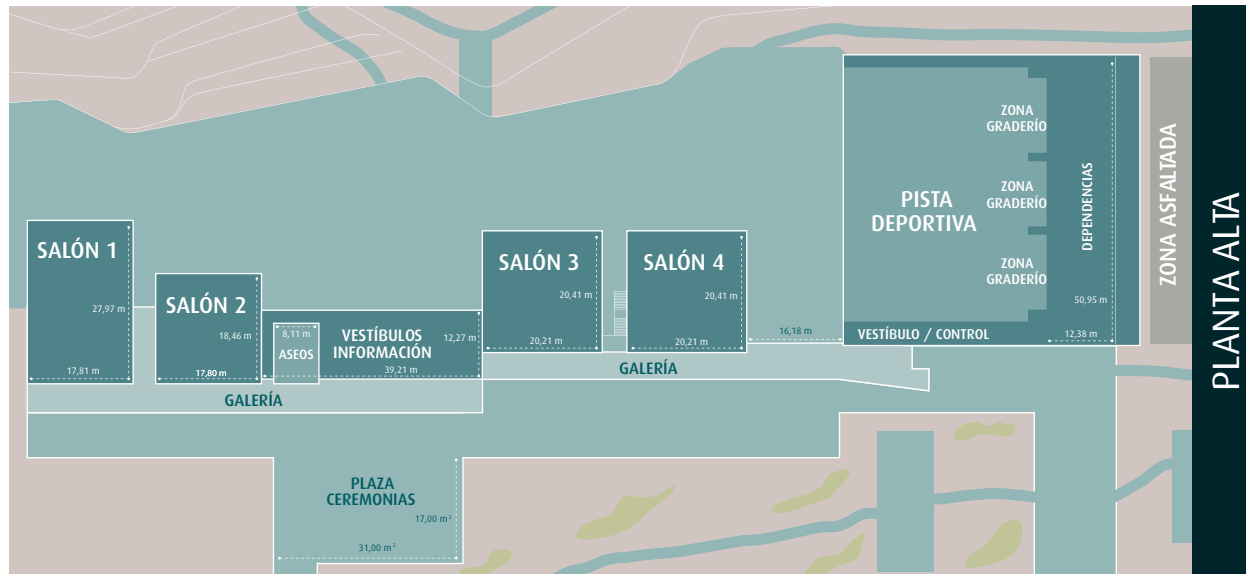 SALÓN 1
27,97 m
17,81 m
SALÓN 2
18,46 m
17,80 m
8,11 m
ASEOS
VESTÍBULOS
INFORMACIÓN
12,27 m
39,21 m
GALERÍA
SALÓN 3
20,41 m
20,21 m
SALÓN 4
20,41 m
20,21 m
GALERÍA
16,18 m
PISTA
DEPORTIVA
ZONA
GRADERÍO
ZONA
GRADERÍO
ZONA
GRADERÍO
DEPENDENCIAS
50,95 m
12,38 m
VESTÍBULO / CONTROL
ZONA ASFALTADA
PLANTA ALTA
PLAZA
CEREMONIAS
17,00 m²
31,00 m²